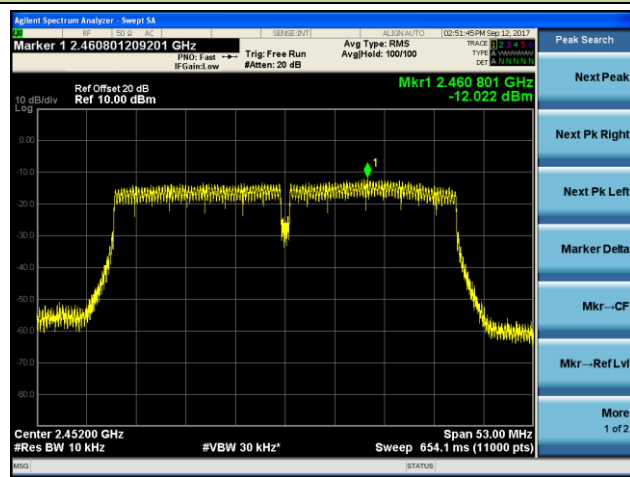 Agilent Spectrum Analyzer - Swept SA
RF 50 Ω AC SENSE:INT ALIGN AUTO 02:51:45 PM Sep 12, 2017
Marker 1 2.460801209201 GHz
PNO: Fast
IFGain:Low
Trig: Free Run
#Atten: 20 dB
Avg Type: RMS
Avg|Hold: 100/100
TRACE 1 2 3 4 5 6
TYPE A WWWWW
DET A N N N N N
Peak Search
Mkr1 2.460 801 GHz
-12.022 dBm
Ref Offset 20 dB
Ref 10.00 dBm
10 dB/div
Log
1
0.00
-10.0
-20.0
-30.0
-40.0
-50.0
-60.0
-70.0
-80.0
Center 2.45200 GHz
Span 53.00 MHz
#Res BW 10 kHz
#VBW 30 kHz*
Sweep 654.1 ms (11000 pts)
MSG
STATUS
Next Peak
Next Pk Right
Next Pk Left
Marker Delta
Mkr→CF
Mkr→Ref Lvl
More
1 of 2